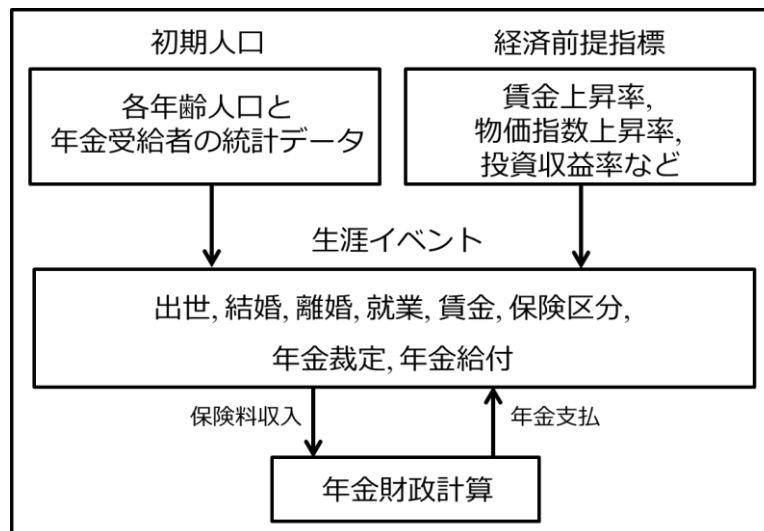 初期人口
経済前提指標
各年齢人口と
年金受給者の統計データ
賃金上昇率,
物価指数上昇率,
投資収益率など
生涯イベント
出世, 結婚, 離婚, 就業, 賃金, 保険区分,
年金裁定, 年金給付
保険料収入
年金支払
年金財政計算